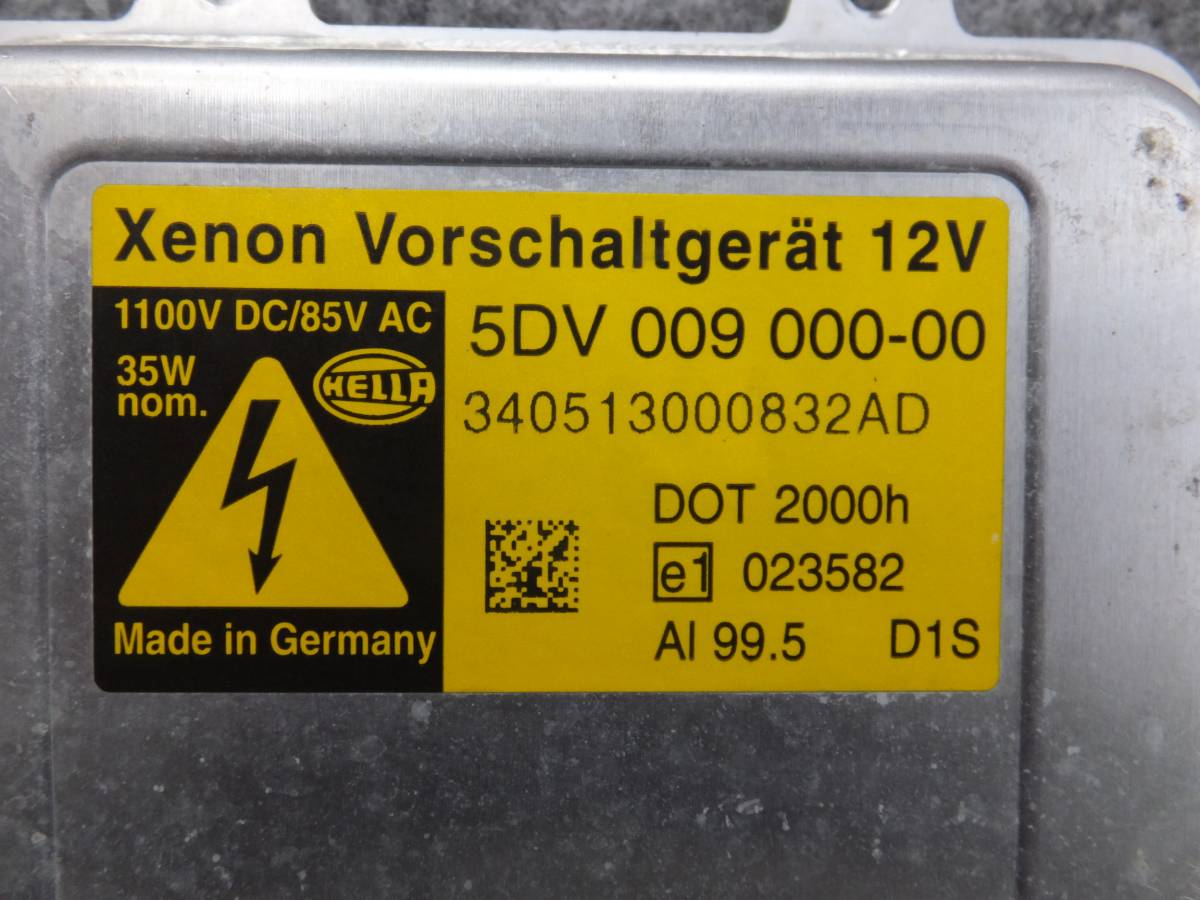 Xenon Vorschaltgerät 12V
1100V DC/85V AC
35W
nom.
HELLA
Made in Germany
5DV 009 000-00
340513000832AD
DOT 2000h
e1 023582
Al 99.5 D1S